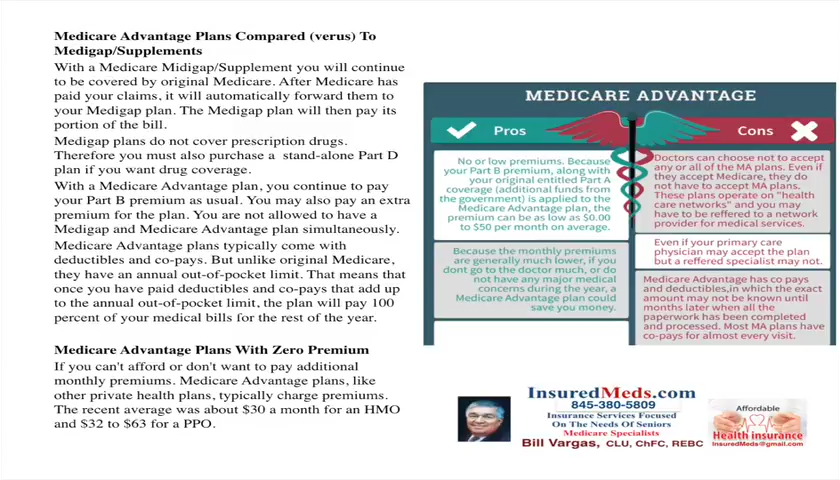 Medicare Advantage Plans Compared (verus) To
Medigap/Supplements
With a Medicare Midigap/Supplement you will continue
to be covered by original Medicare. After Medicare has
paid your claims, it will automatically forward them to
your Medigap plan. The Medigap plan will then pay its
portion of the bill.
Medigap plans do not cover prescription drugs.
Therefore you must also purchase a stand-alone Part D
plan if you want drug coverage.
With a Medicare Advantage plan, you continue to pay
your Part B premium as usual. You may also pay an extra
premium for the plan. You are not allowed to have a
Medigap and Medicare Advantage plan simultaneously.
Medicare Advantage plans typically come with
deductibles and co-pays. But unlike original Medicare,
they have an annual out-of-pocket limit. That means that
once you have paid deductibles and co-pays that add up
to the annual out-of-pocket limit, the plan will pay 100
percent of your medical bills for the rest of the year.
Medicare Advantage Plans With Zero Premium
If you can't afford or don't want to pay additional
monthly premiums. Medicare Advantage plans, like
other private health plans, typically charge premiums.
The recent average was about $30 a month for an HMO
and $32 to $63 for a PPO.
MEDICARE ADVANTAGE
Pros
No or low premiums. Because
your Part B premium, along with
your original entitled Part A
coverage (additional funds from
the government) is applied to the
Medicare Advantage plan, the
premium can be as low as $0.00
to $50 per month on average.
Because the monthly premiums
are generally much lower, if you
dont go to the doctor much, or do
not have any major medical
concerns during the year, a
Medicare Advantage plan could
save you money.
Cons
Doctors can choose not to accept
any or all of the MA plans. Even if
they accept Medicare, they do
not have to accept MA plans.
These plans operate on "health
care networks" and you may
have to be reffered to a network
provider for medical services.
Even if your primary care
physician may accept the plan
but a reffered specialist may not.
Medicare Advantage has co pays
and deductibles,in which the exact
amount may not be known until
months later when all the
paperwork has been completed
and processed. Most MA plans have
co-pays for almost every visit.
InsuredMeds.com
845-380-5809
Insurance Services Focused
On The Needs Of Seniors
Medicare Specialists
Bill Vargas, CLU, ChFC, REBC
Affordable
Health insurance
InsuredMeds@gmail.com